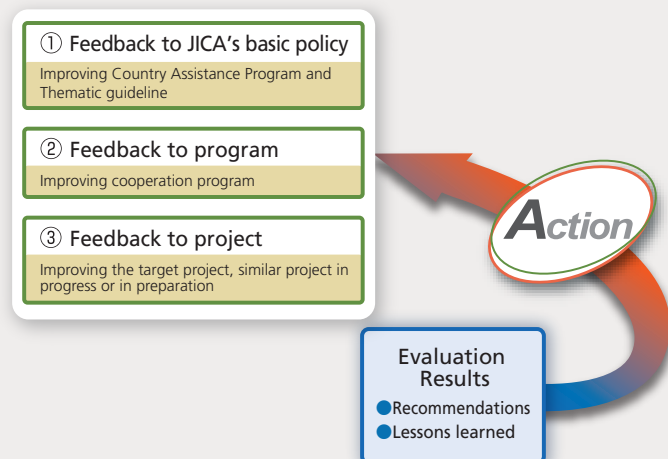 ① Feedback to JICA's basic policy
Improving Country Assistance Program and
Thematic guideline
② Feedback to program
Improving cooperation program
③ Feedback to project
Improving the target project, similar project in
progress or in preparation
Action
Evaluation
Results
●Recommendations
●Lessons learned